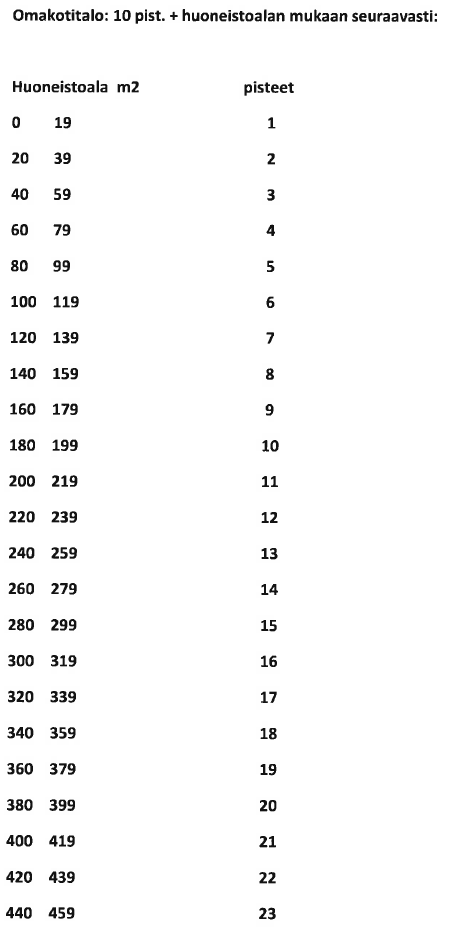 Omakotitalo: 10 pist. + huoneistoalan mukaan seuraavasti:
Huoneistoala m2 pisteet
0 19 1
20 39 2
40 59 3
60 79 4
80 99 5
100 119 6
120 139 7
140 159 8
160 179 9
180 199 10
200 219 11
220 239 12
240 259 13
260 279 14
280 299 15
300 319 16
320 339 17
340 359 18
360 379 19
380 399 20
400 419 21
420 439 22
440 459 23